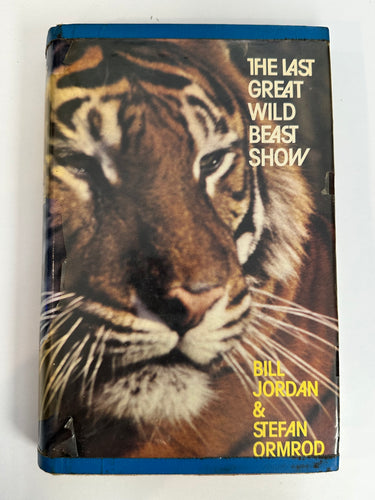 THE LAST
GREAT
WILD
BEAST
SHOW
BILL
JORDAN
&
STEFAN
ORMROD